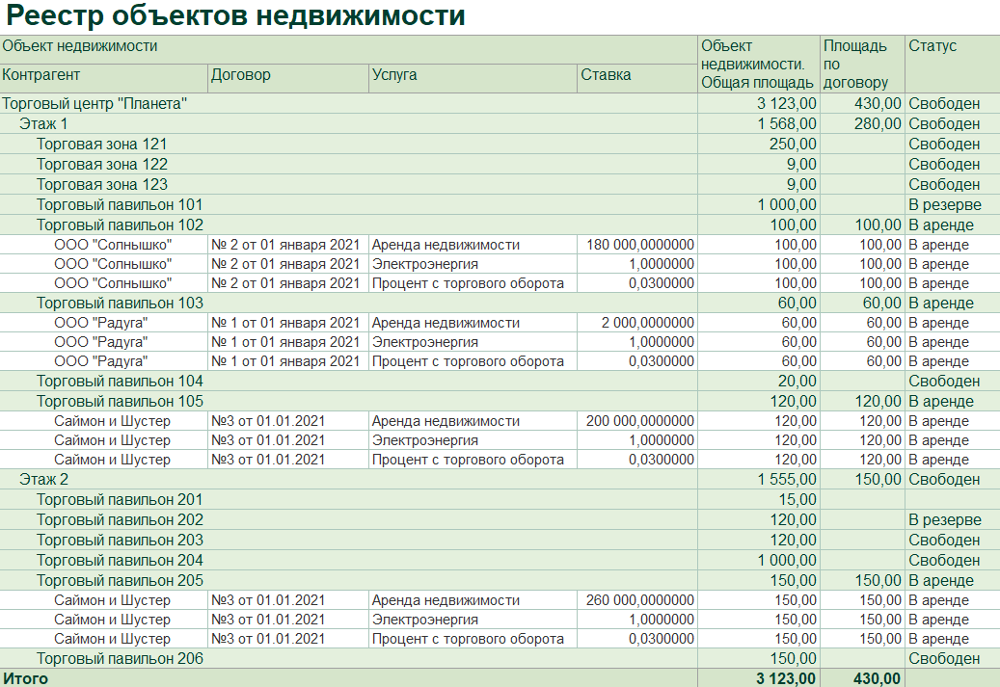 Реестр объектов недвижимости
Объект недвижимости Объект недвижимости. Общая площадь Площадь по договору Статус
Контрагент Договор Услуга Ставка
Торговый центр "Планета" 3 123,00 430,00 Свободен
Этаж 1 1 568,00 280,00 Свободен
Торговая зона 121 250,00 Свободен
Торговая зона 122 9,00 Свободен
Торговая зона 123 9,00 Свободен
Торговый павильон 101 1 000,00 В резерве
Торговый павильон 102 100,00 100,00 В аренде
ООО "Солнышко" № 2 от 01 января 2021 Аренда недвижимости 180 000,0000000 100,00 100,00 В аренде
ООО "Солнышко" № 2 от 01 января 2021 Электроэнергия 1,0000000 100,00 100,00 В аренде
ООО "Солнышко" № 2 от 01 января 2021 Процент с торгового оборота 0,0300000 100,00 100,00 В аренде
Торговый павильон 103 60,00 60,00 В аренде
ООО "Радуга" № 1 от 01 января 2021 Аренда недвижимости 2 000,0000000 60,00 60,00 В аренде
ООО "Радуга" № 1 от 01 января 2021 Электроэнергия 1,0000000 60,00 60,00 В аренде
ООО "Радуга" № 1 от 01 января 2021 Процент с торгового оборота 0,0300000 60,00 60,00 В аренде
Торговый павильон 104 20,00 Свободен
Торговый павильон 105 120,00 120,00 В аренде
Саймон и Шустер №3 от 01.01.2021 Аренда недвижимости 200 000,0000000 120,00 120,00 В аренде
Саймон и Шустер №3 от 01.01.2021 Электроэнергия 1,0000000 120,00 120,00 В аренде
Саймон и Шустер №3 от 01.01.2021 Процент с торгового оборота 0,0300000 120,00 120,00 В аренде
Этаж 2 1 555,00 150,00 Свободен
Торговый павильон 201 15,00
Торговый павильон 202 120,00 В резерве
Торговый павильон 203 120,00 Свободен
Торговый павильон 204 1 000,00 Свободен
Торговый павильон 205 150,00 150,00 В аренде
Саймон и Шустер №3 от 01.01.2021 Аренда недвижимости 260 000,0000000 150,00 150,00 В аренде
Саймон и Шустер №3 от 01.01.2021 Электроэнергия 1,0000000 150,00 150,00 В аренде
Саймон и Шустер №3 от 01.01.2021 Процент с торгового оборота 0,0300000 150,00 150,00 В аренде
Торговый павильон 206 150,00 Свободен
Итого 3 123,00 430,00